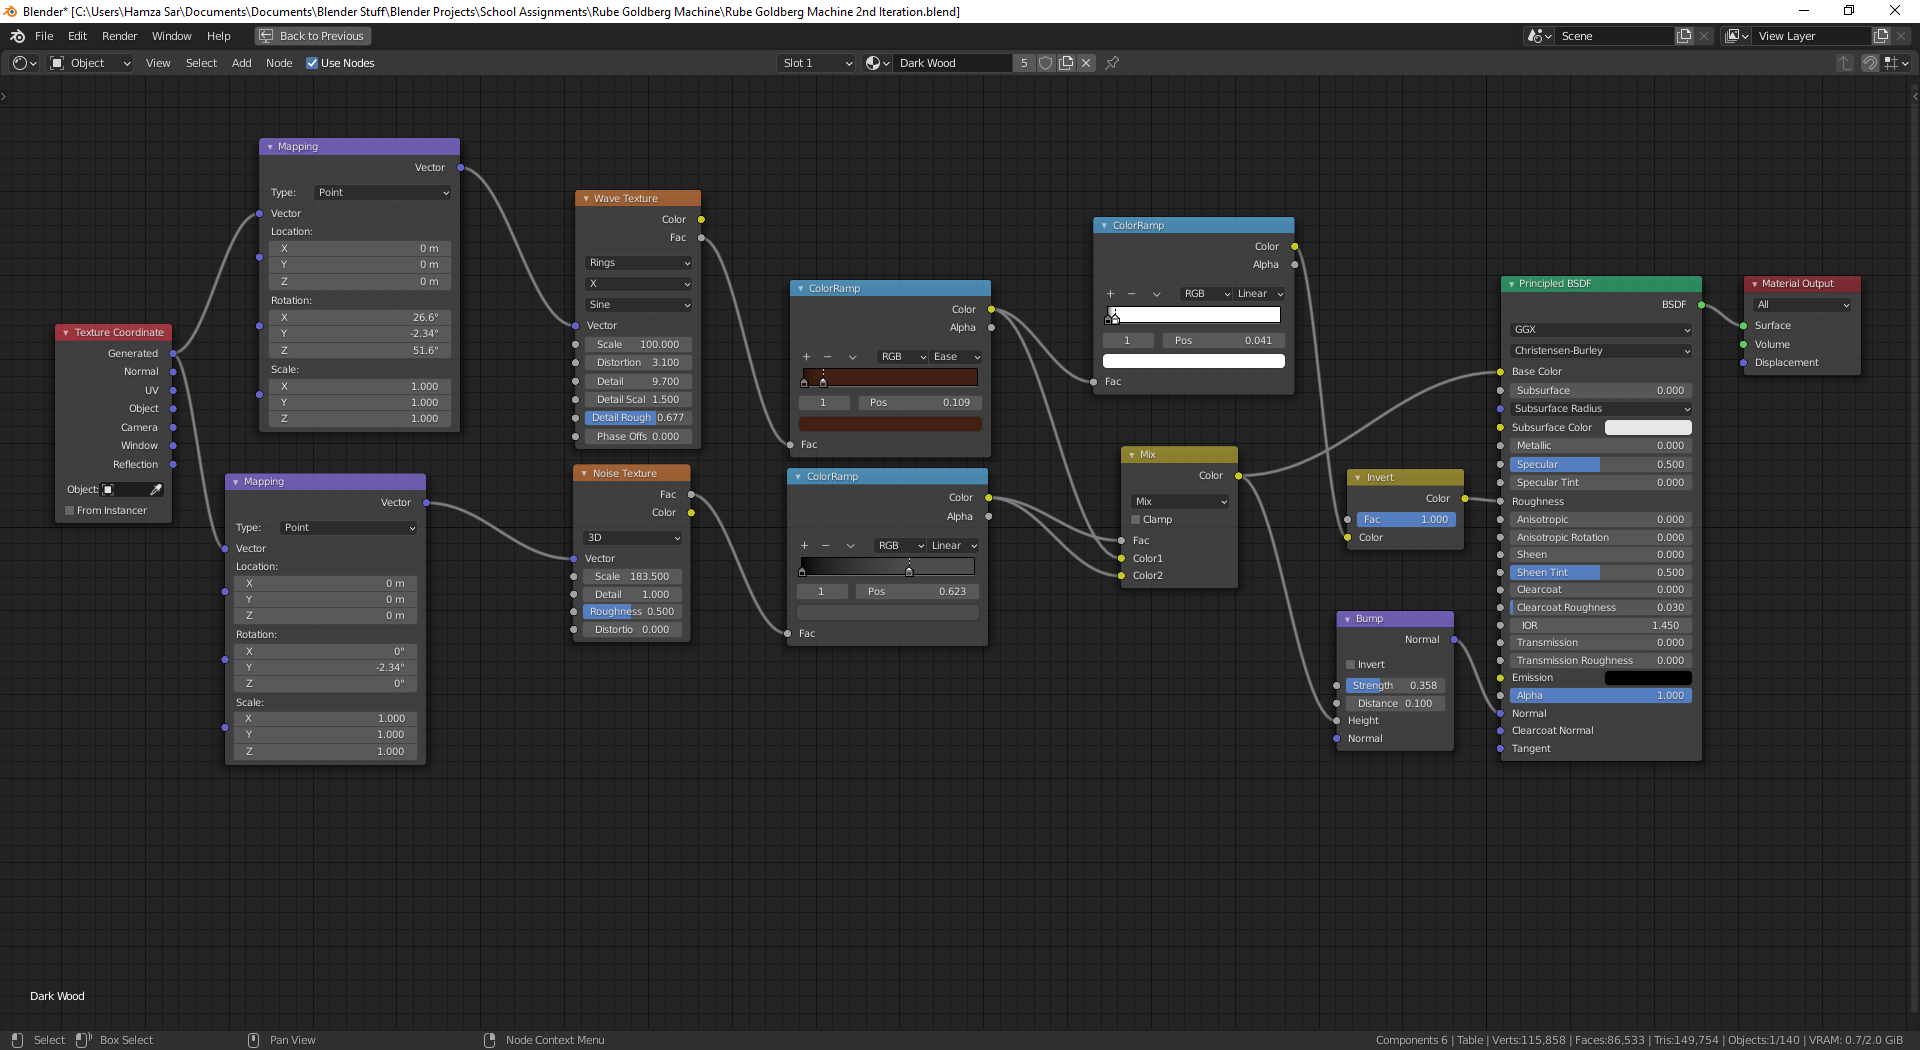 Blender* [C:\Users\Hamza Sar\Documents\Documents\Blender Stuff\Blender Projects\School Assignments\Rube Goldberg Machine\Rube Goldberg Machine 2nd Iteration.blend]
File Edit Render Window Help Back to Previous Scene View Layer
Object View Select Add Node Use Nodes Slot 1 Dark Wood 5
Texture Coordinate
Generated
Normal
UV
Object
Camera
Window
Reflection
Object:
From Instancer
Mapping
Vector
Type: Point
Vector
Location:
X 0 m
Y 0 m
Z 0 m
Rotation:
X 26.6°
Y -2.34°
Z 51.6°
Scale:
X 1.000
Y 1.000
Z 1.000
Mapping
Vector
Type: Point
Vector
Location:
X 0 m
Y 0 m
Z 0 m
Rotation:
X 0°
Y -2.34°
Z 0°
Scale:
X 1.000
Y 1.000
Z 1.000
Wave Texture
Color
Fac
Rings
X
Sine
Vector
Scale 100.000
Distortion 3.100
Detail 9.700
Detail Scal 1.500
Detail Rough 0.677
Phase Offs 0.000
Noise Texture
Fac
Color
3D
Vector
Scale 183.500
Detail 1.000
Roughness 0.500
Distortio 0.000
ColorRamp
Color
Alpha
RGB Ease
1 Pos 0.109
Fac
ColorRamp
Color
Alpha
RGB Linear
1 Pos 0.623
Fac
ColorRamp
Color
Alpha
RGB Linear
1 Pos 0.041
Fac
Mix
Color
Mix
Clamp
Fac
Color1
Color2
Invert
Color
Fac 1.000
Color
Bump
Normal
Invert
Strength 0.358
Distance 0.100
Height
Normal
Principled BSDF
BSDF
GGX
Christensen-Burley
Base Color
Subsurface 0.000
Subsurface Radius
Subsurface Color
Metallic 0.000
Specular 0.500
Specular Tint 0.000
Roughness
Anisotropic 0.000
Anisotropic Rotation 0.000
Sheen 0.000
Sheen Tint 0.500
Clearcoat 0.000
Clearcoat Roughness 0.030
IOR 1.450
Transmission 0.000
Transmission Roughness 0.000
Emission
Alpha 1.000
Normal
Clearcoat Normal
Tangent
Material Output
All
Surface
Volume
Displacement
Dark Wood
Select Box Select Pan View Node Context Menu Components 6 | Table | Verts:115,858 | Faces:86,533 | Tris:149,754 | Objects:1/140 | VRAM: 0.7/2.0 GiB